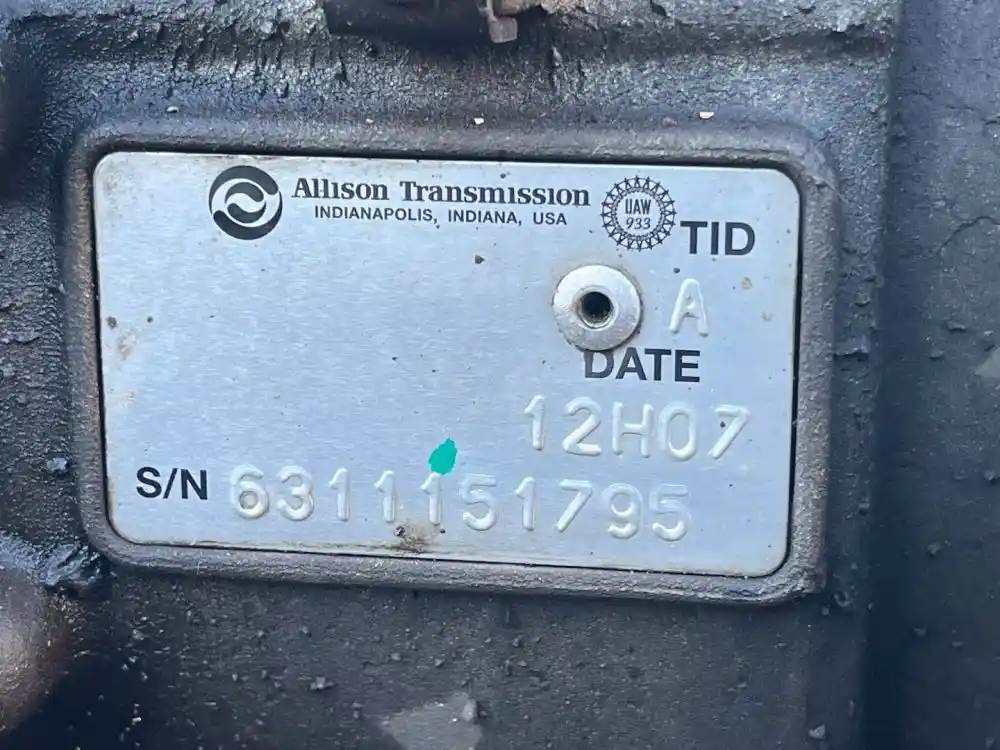 Allison Transmission
INDIANAPOLIS, INDIANA, USA
UAW
933
TID
A
DATE
12H07
S/N 6311151795